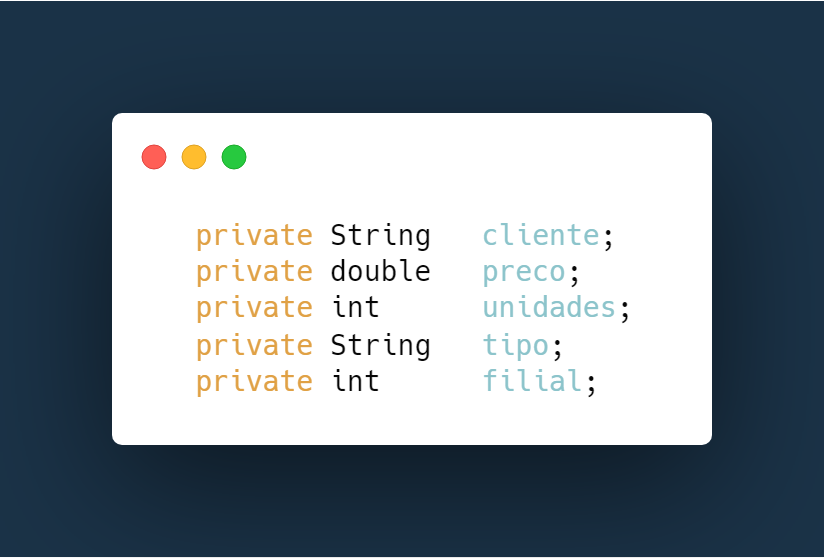 private String   cliente;
private double   preco;
private int      unidades;
private String   tipo;
private int      filial;